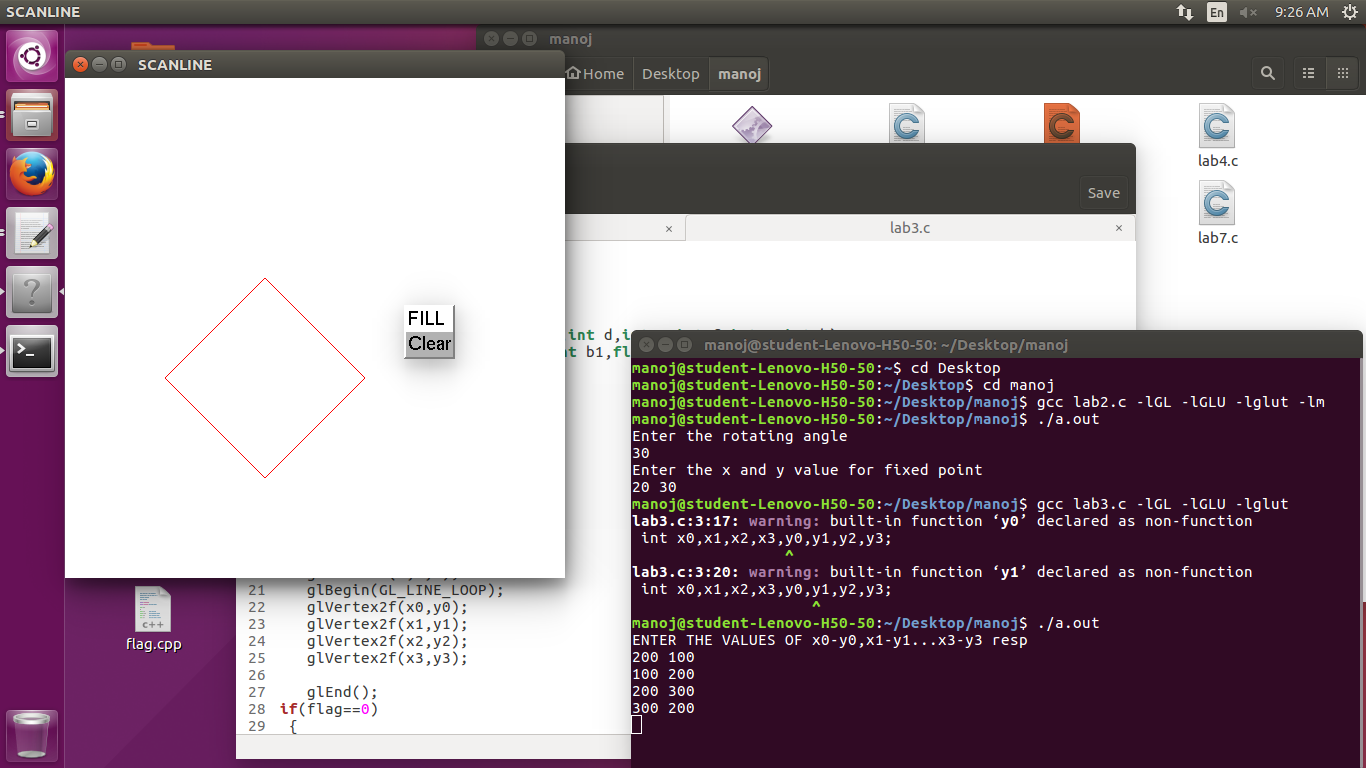 SCANLINE
En
9:26 AM
manoj
SCANLINE
Home
Desktop
manoj
lab4.c
lab7.c
Save
lab3.c
FILL
Clear
int d,
manoj@student-Lenovo-H50-50: ~/Desktop/manoj
manoj@student-Lenovo-H50-50:~$ cd Desktop
manoj@student-Lenovo-H50-50:~/Desktop$ cd manoj
manoj@student-Lenovo-H50-50:~/Desktop/manoj$ gcc lab2.c -lGL -lGLU -lglut -lm
manoj@student-Lenovo-H50-50:~/Desktop/manoj$ ./a.out
Enter the rotating angle
30
Enter the x and y value for fixed point
20 30
manoj@student-Lenovo-H50-50:~/Desktop/manoj$ gcc lab3.c -lGL -lGLU -lglut
lab3.c:3:17: warning: built-in function ‘y0’ declared as non-function
int x0,x1,x2,x3,y0,y1,y2,y3;
^
lab3.c:3:20: warning: built-in function ‘y1’ declared as non-function
int x0,x1,x2,x3,y0,y1,y2,y3;
^
manoj@student-Lenovo-H50-50:~/Desktop/manoj$ ./a.out
ENTER THE VALUES OF x0-y0,x1-y1...x3-y3 resp
200 100
100 200
200 300
300 200
21 glBegin(GL_LINE_LOOP);
22 glVertex2f(x0,y0);
23 glVertex2f(x1,y1);
24 glVertex2f(x2,y2);
25 glVertex2f(x3,y3);
26
27 glEnd();
28 if(flag==0)
29 {
flag.cpp